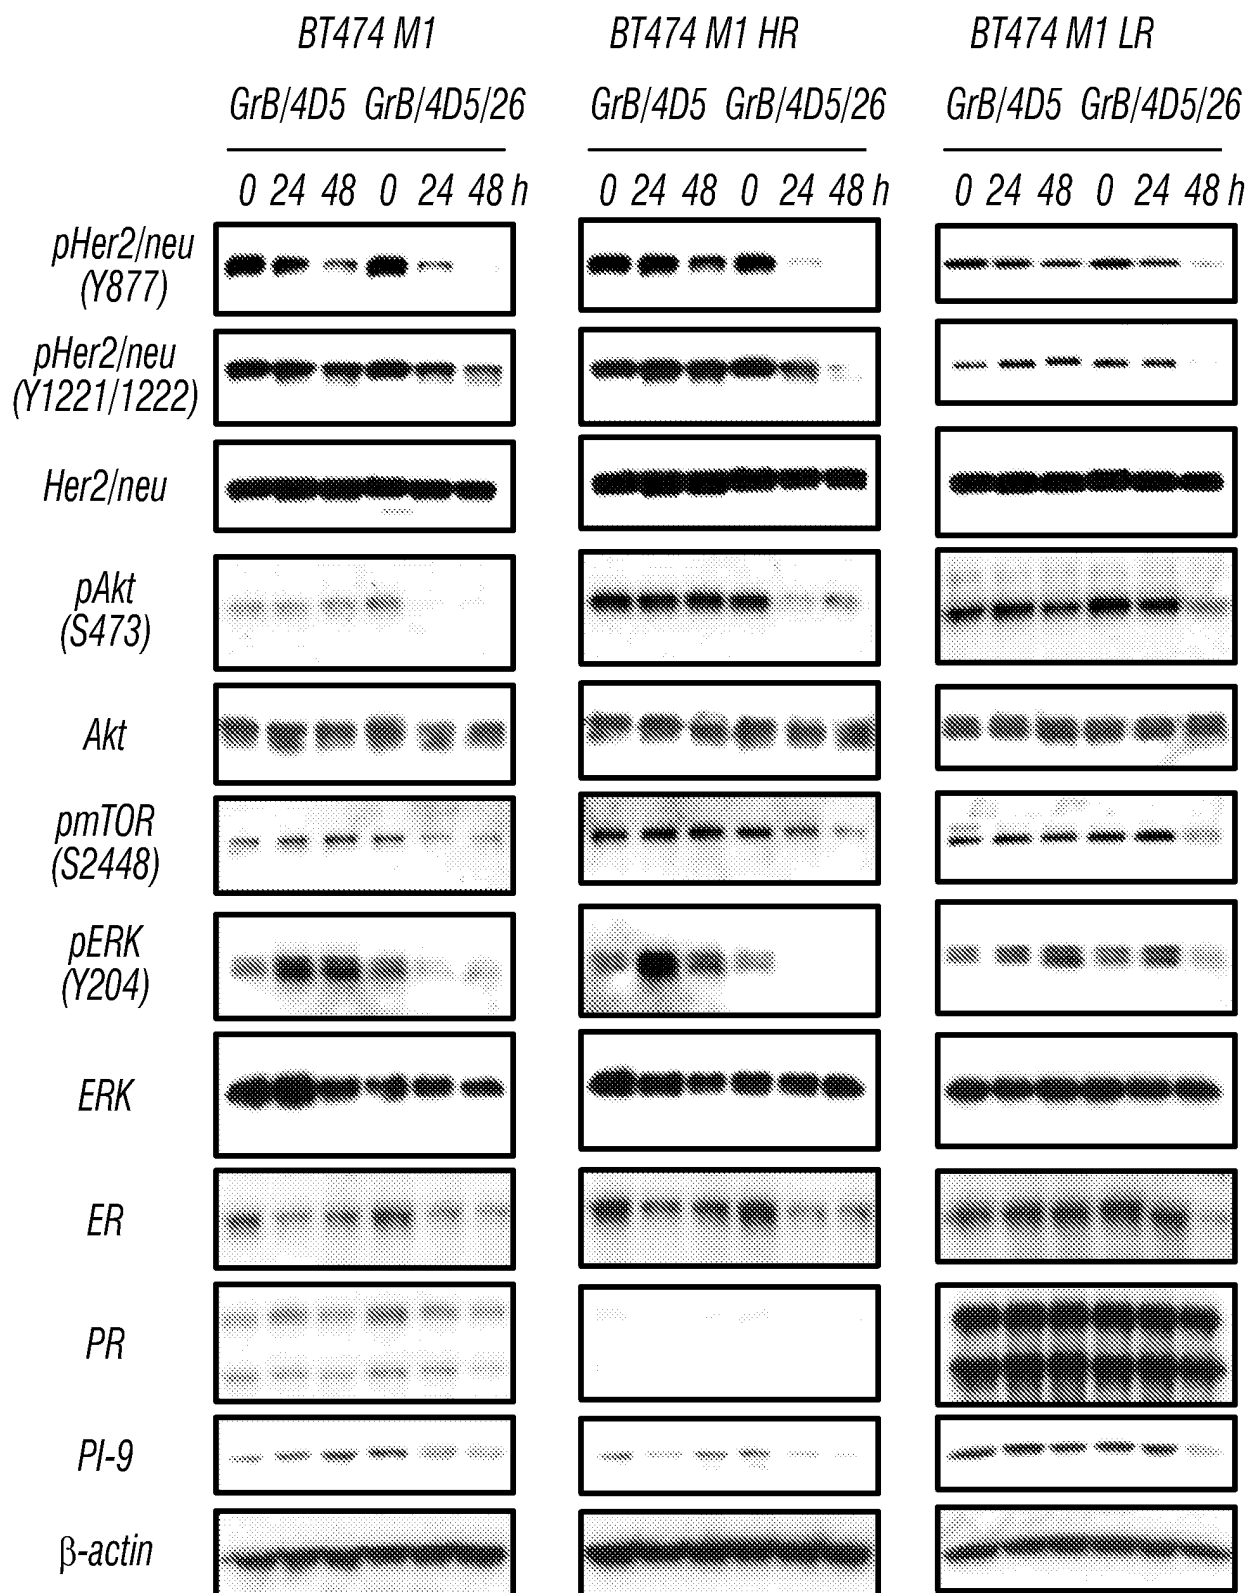 BT474 M1 BT474 M1 HR BT474 M1 LR
GrB/4D5 GrB/4D5/26 GrB/4D5 GrB/4D5/26 GrB/4D5 GrB/4D5/26
0 24 48 0 24 48 h 0 24 48 0 24 48 h 0 24 48 0 24 48 h
pHer2/neu
(Y877)
pHer2/neu
(Y1221/1222)
Her2/neu
pAkt
(S473)
Akt
pmTOR
(S2448)
pERK
(Y204)
ERK
ER
PR
PI-9
β-actin